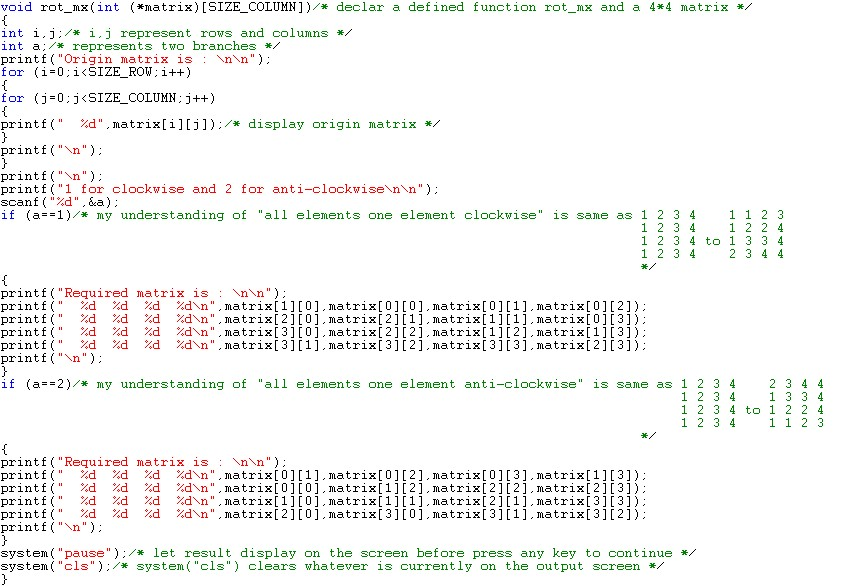 void rot_mx(int (*matrix)[SIZE_COLUMN])/* declar a defined function rot_mx and a 4*4 matrix */
{
int i,j;/* i,j represent rows and columns */
int a;/* represents two branches */
printf("Origin matrix is : \n\n");
for (i=0;i<SIZE_ROW;i++)
{
for (j=0;j<SIZE_COLUMN;j++)
{
printf("  %d",matrix[i][j]);/* display origin matrix */
}
printf("\n");
}
printf("\n");
printf("1 for clockwise and 2 for anti-clockwise\n\n");
scanf("%d",&a);
if (a==1)/* my understanding of "all elements one element clockwise" is same as 1 2 3 4    1 1 2 3
1 2 3 4    1 2 2 4
1 2 3 4 to 1 3 3 4
1 2 3 4    2 3 4 4
*/
{
printf("Required matrix is : \n\n");
printf("  %d  %d  %d  %d\n",matrix[1][0],matrix[0][0],matrix[0][1],matrix[0][2]);
printf("  %d  %d  %d  %d\n",matrix[2][0],matrix[2][1],matrix[1][1],matrix[0][3]);
printf("  %d  %d  %d  %d\n",matrix[3][0],matrix[2][2],matrix[1][2],matrix[1][3]);
printf("  %d  %d  %d  %d\n",matrix[3][1],matrix[3][2],matrix[3][3],matrix[2][3]);
printf("\n");
}
if (a==2)/* my understanding of "all elements one element anti-clockwise" is same as 1 2 3 4    2 3 4 4
1 2 3 4    1 3 3 4
1 2 3 4 to 1 2 2 4
1 2 3 4    1 1 2 3
*/
{
printf("Required matrix is : \n\n");
printf("  %d  %d  %d  %d\n",matrix[0][1],matrix[0][2],matrix[0][3],matrix[1][3]);
printf("  %d  %d  %d  %d\n",matrix[0][0],matrix[1][2],matrix[2][2],matrix[2][3]);
printf("  %d  %d  %d  %d\n",matrix[1][0],matrix[1][1],matrix[2][1],matrix[3][3]);
printf("  %d  %d  %d  %d\n",matrix[2][0],matrix[3][0],matrix[3][1],matrix[3][2]);
printf("\n");
}
system("pause");/* let result display on the screen before press any key to continue */
system("cls");/* system("cls") clears whatever is currently on the output screen */
}